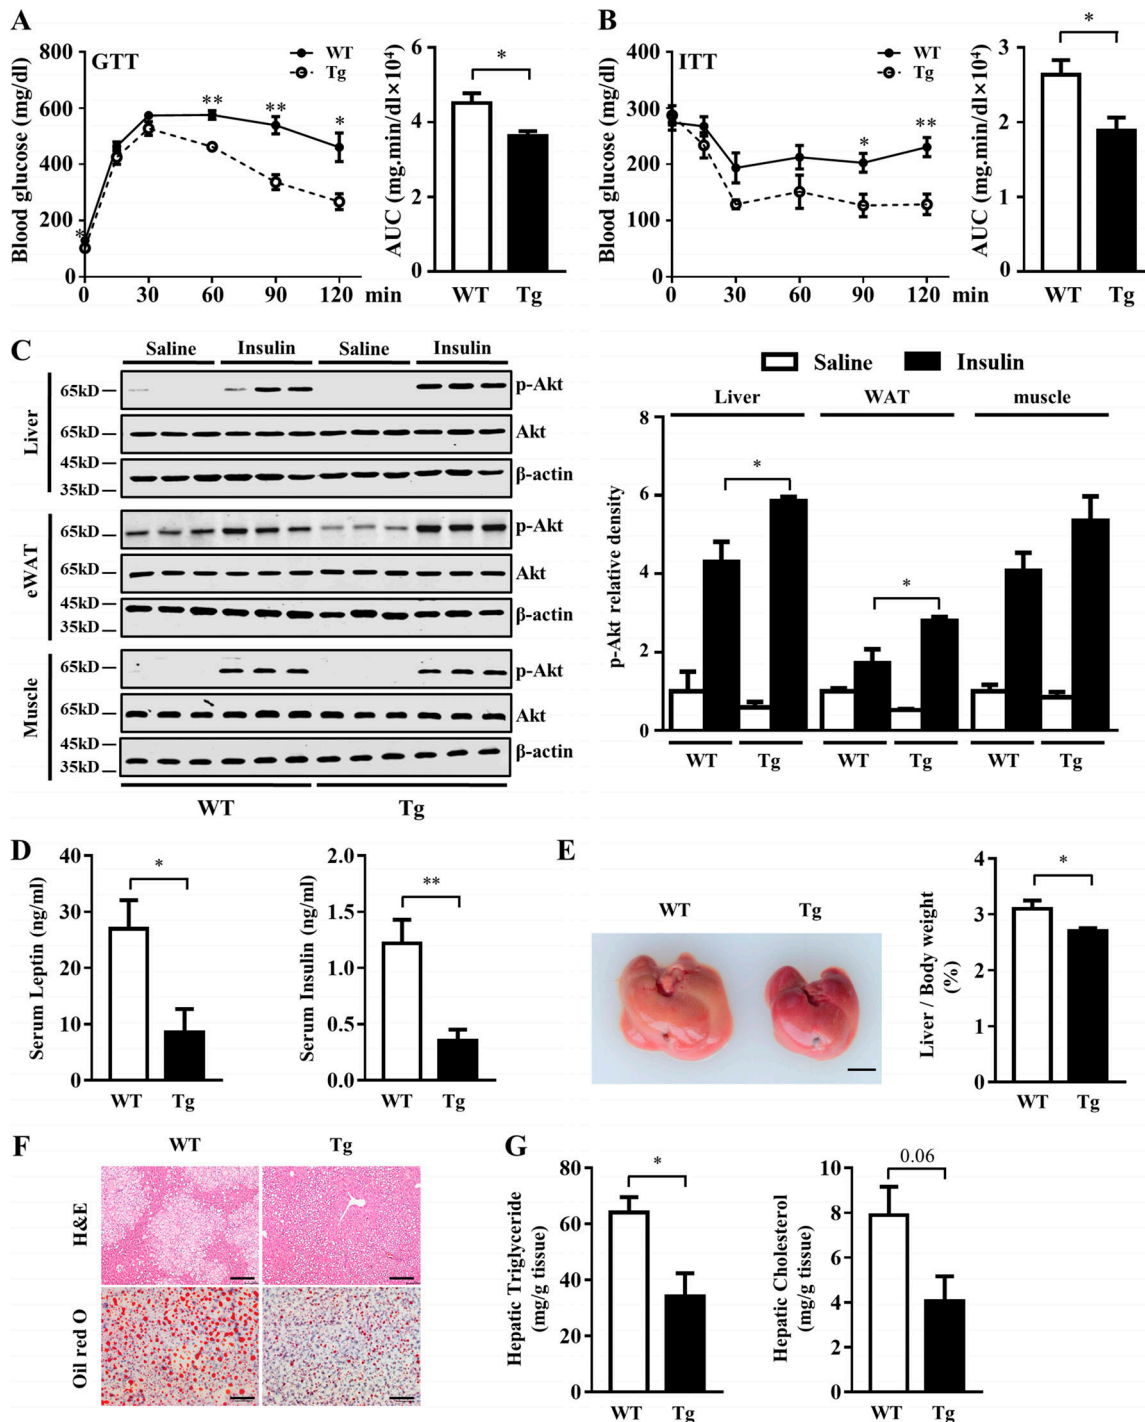 A
GTT
WT
Tg
Blood glucose (mg/dl)
800
600
400
200
0
*
**
**
*
0 30 60 90 120 min
AUC (mg.min/dl×10⁴)
6
4
2
0
*
WT Tg
B
ITT
WT
Tg
Blood glucose (mg/dl)
400
300
200
100
0
*
**
0 30 60 90 120 min
AUC (mg.min/dl×10⁴)
3
2
1
0
*
WT Tg
C
Saline Insulin Saline Insulin
Liver
65kD p-Akt
65kD Akt
45kD
35kD β-actin
eWAT
65kD p-Akt
65kD Akt
45kD
35kD β-actin
Muscle
65kD p-Akt
65kD Akt
45kD
35kD β-actin
WT Tg
Saline Insulin
Liver WAT muscle
p-Akt relative density
8
6
4
2
0
*
*
WT Tg WT Tg WT Tg
D
Serum Leptin (ng/ml)
40
30
20
10
0
*
WT Tg
Serum Insulin (ng/ml)
2.0
1.5
1.0
0.5
0.0
**
WT Tg
E
WT Tg
Liver / Body weight
(%)
4
3
2
1
0
*
WT Tg
F
WT Tg
H&E
Oil red O
G
Hepatic Triglyceride
(mg/g tissue)
80
60
40
20
0
*
WT Tg
Hepatic Cholesterol
(mg/g tissue)
10
8
6
4
2
0
0.06
WT Tg